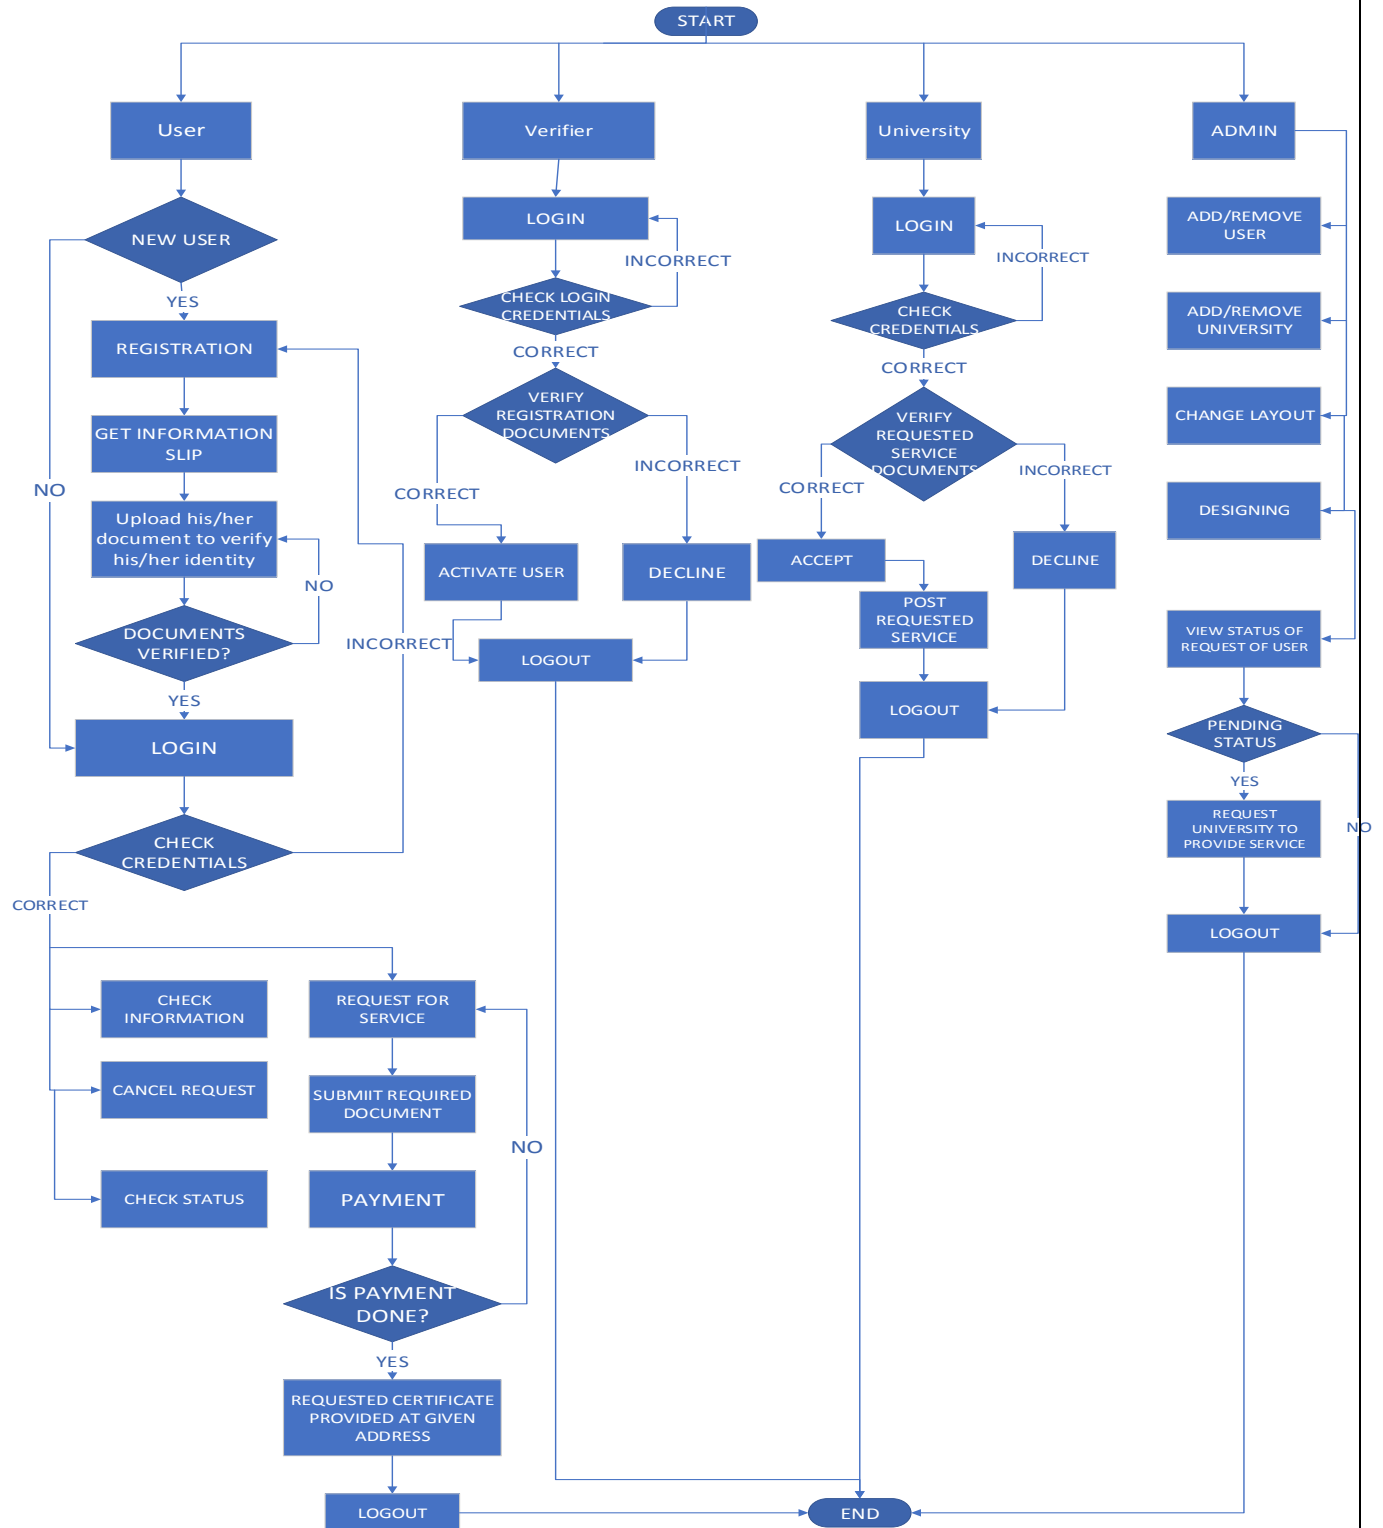 START
User
Verifier
University
ADMIN
NEW USER
YES
NO
REGISTRATION
GET INFORMATION
SLIP
Upload his/her
document to verify
his/her identity
NO
DOCUMENTS
VERIFIED?
YES
LOGIN
CHECK
CREDENTIALS
INCORRECT
CORRECT
CHECK
INFORMATION
CANCEL REQUEST
CHECK STATUS
REQUEST FOR
SERVICE
SUBMIIT REQUIRED
DOCUMENT
PAYMENT
NO
IS PAYMENT
DONE?
YES
REQUESTED CERTIFICATE
PROVIDED AT GIVEN
ADDRESS
LOGOUT
LOGIN
INCORRECT
CHECK LOGIN
CREDENTIALS
CORRECT
VERIFY
REGISTRATION
DOCUMENTS
CORRECT
INCORRECT
ACTIVATE USER
DECLINE
LOGOUT
LOGIN
INCORRECT
CHECK
CREDENTIALS
CORRECT
VERIFY
REQUESTED
SERVICE
DOCUMENTS
CORRECT
INCORRECT
ACCEPT
DECLINE
POST
REQUESTED
SERVICE
LOGOUT
ADD/REMOVE
USER
ADD/REMOVE
UNIVERSITY
CHANGE LAYOUT
DESIGNING
VIEW STATUS OF
REQUEST OF USER
PENDING
STATUS
YES
NO
REQUEST
UNIVERSITY TO
PROVIDE SERVICE
LOGOUT
END